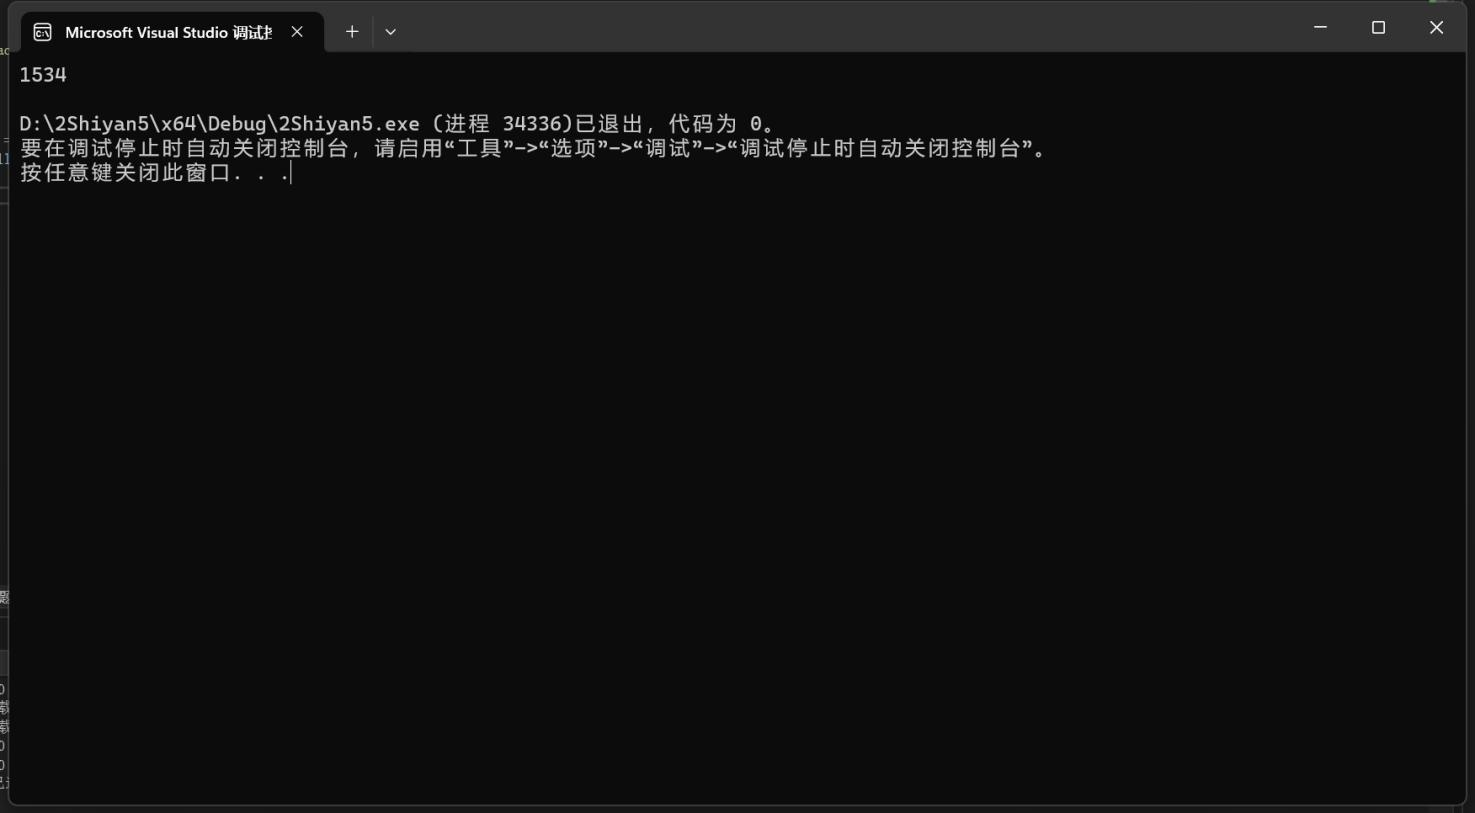 Microsoft Visual Studio 调试
1534
D:\2Shiyan5\x64\Debug\2Shiyan5.exe (进程 34336)已退出，代码为 0。
要在调试停止时自动关闭控制台，请启用“工具”->“选项”->“调试”->“调试停止时自动关闭控制台”。
按任意键关闭此窗口. . .